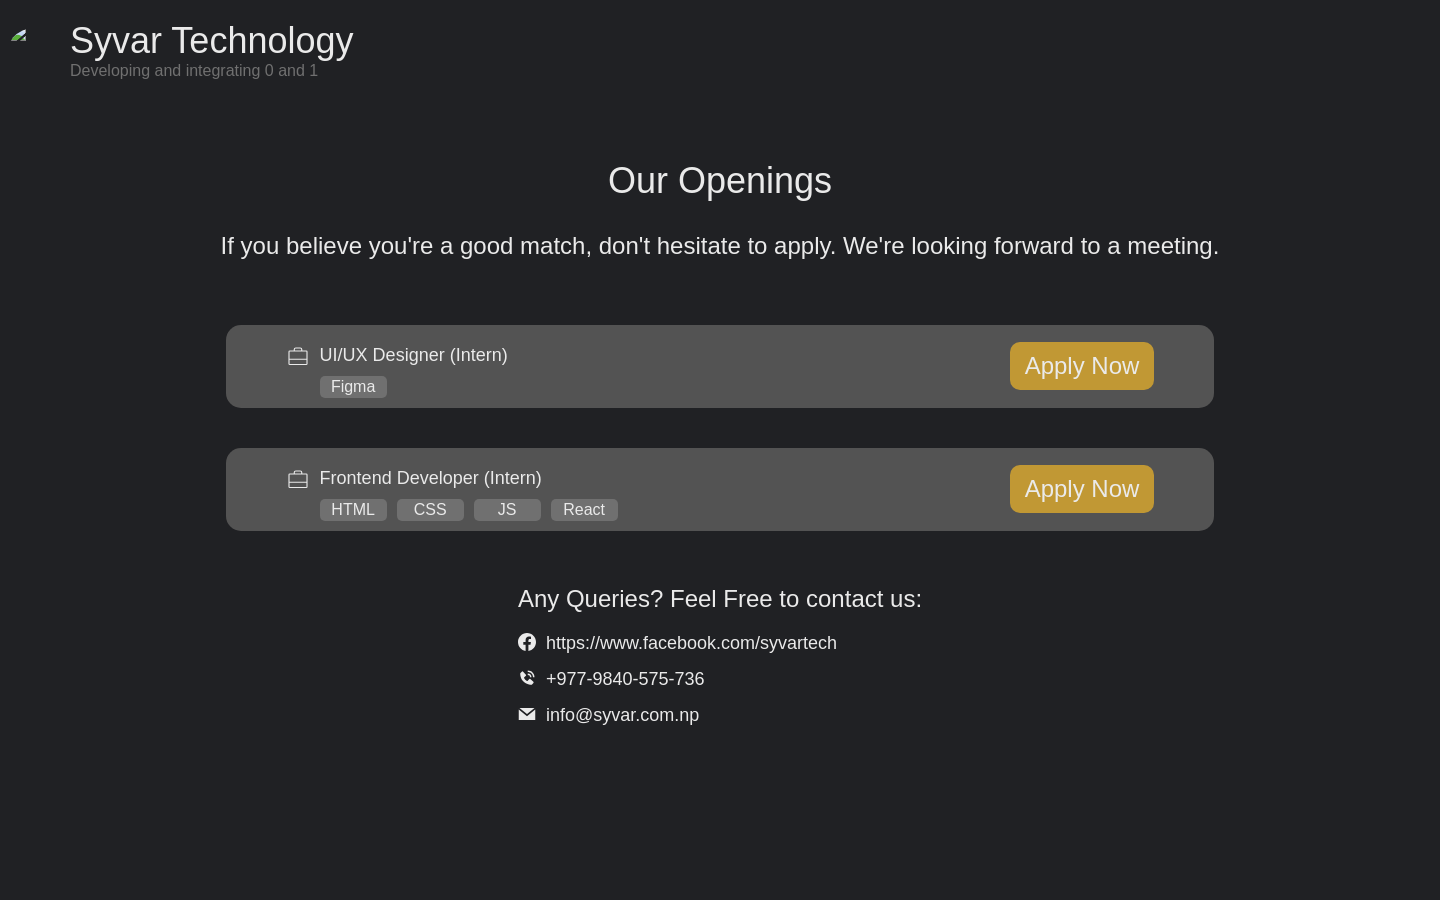 Syvar Technology
Developing and integrating 0 and 1
Our Openings
If you believe you're a good match, don't hesitate to apply. We're looking forward to a meeting.
UI/UX Designer (Intern)
Figma
Apply Now
Frontend Developer (Intern)
HTML CSS JS React
Apply Now
Any Queries? Feel Free to contact us:
https://www.facebook.com/syvartech
+977-9840-575-736
info@syvar.com.np